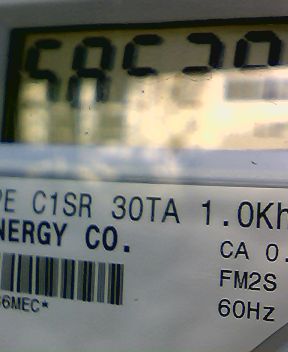 PE C1SR 30TA 1.0Kh
NERGY CO.
CA 0.
FM2S
60Hz
6MEC*